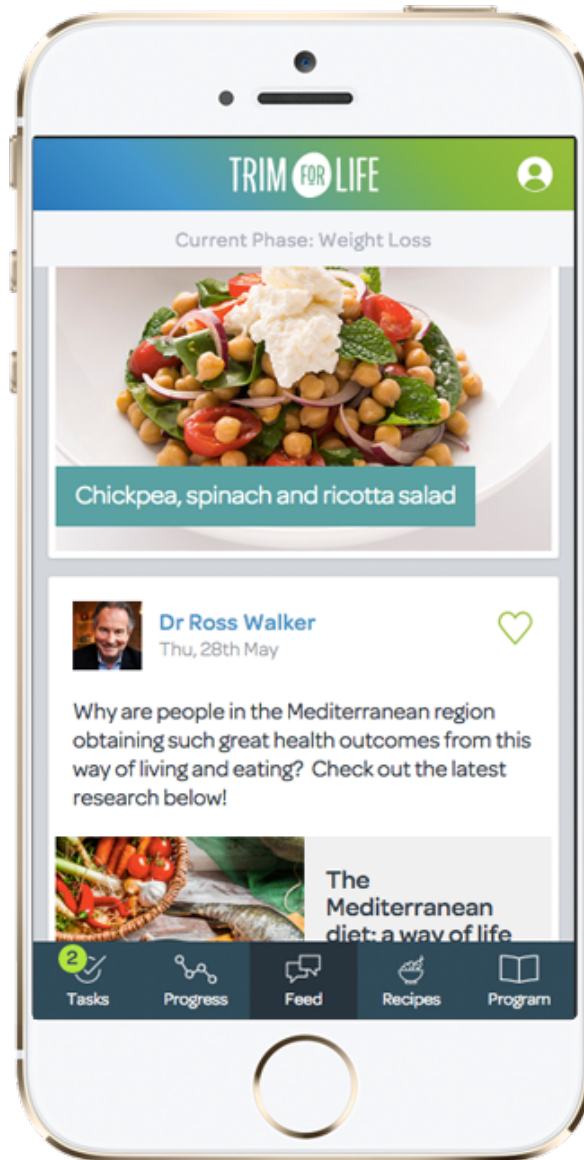 TRIM FOR LIFE
Current Phase: Weight Loss
Chickpea, spinach and ricotta salad
Dr Ross Walker
Thu, 28th May
Why are people in the Mediterranean region
obtaining such great health outcomes from this
way of living and eating? Check out the latest
research below!
The
Mediterranean
diet: a way of life
2
Tasks
Progress
Feed
Recipes
Program